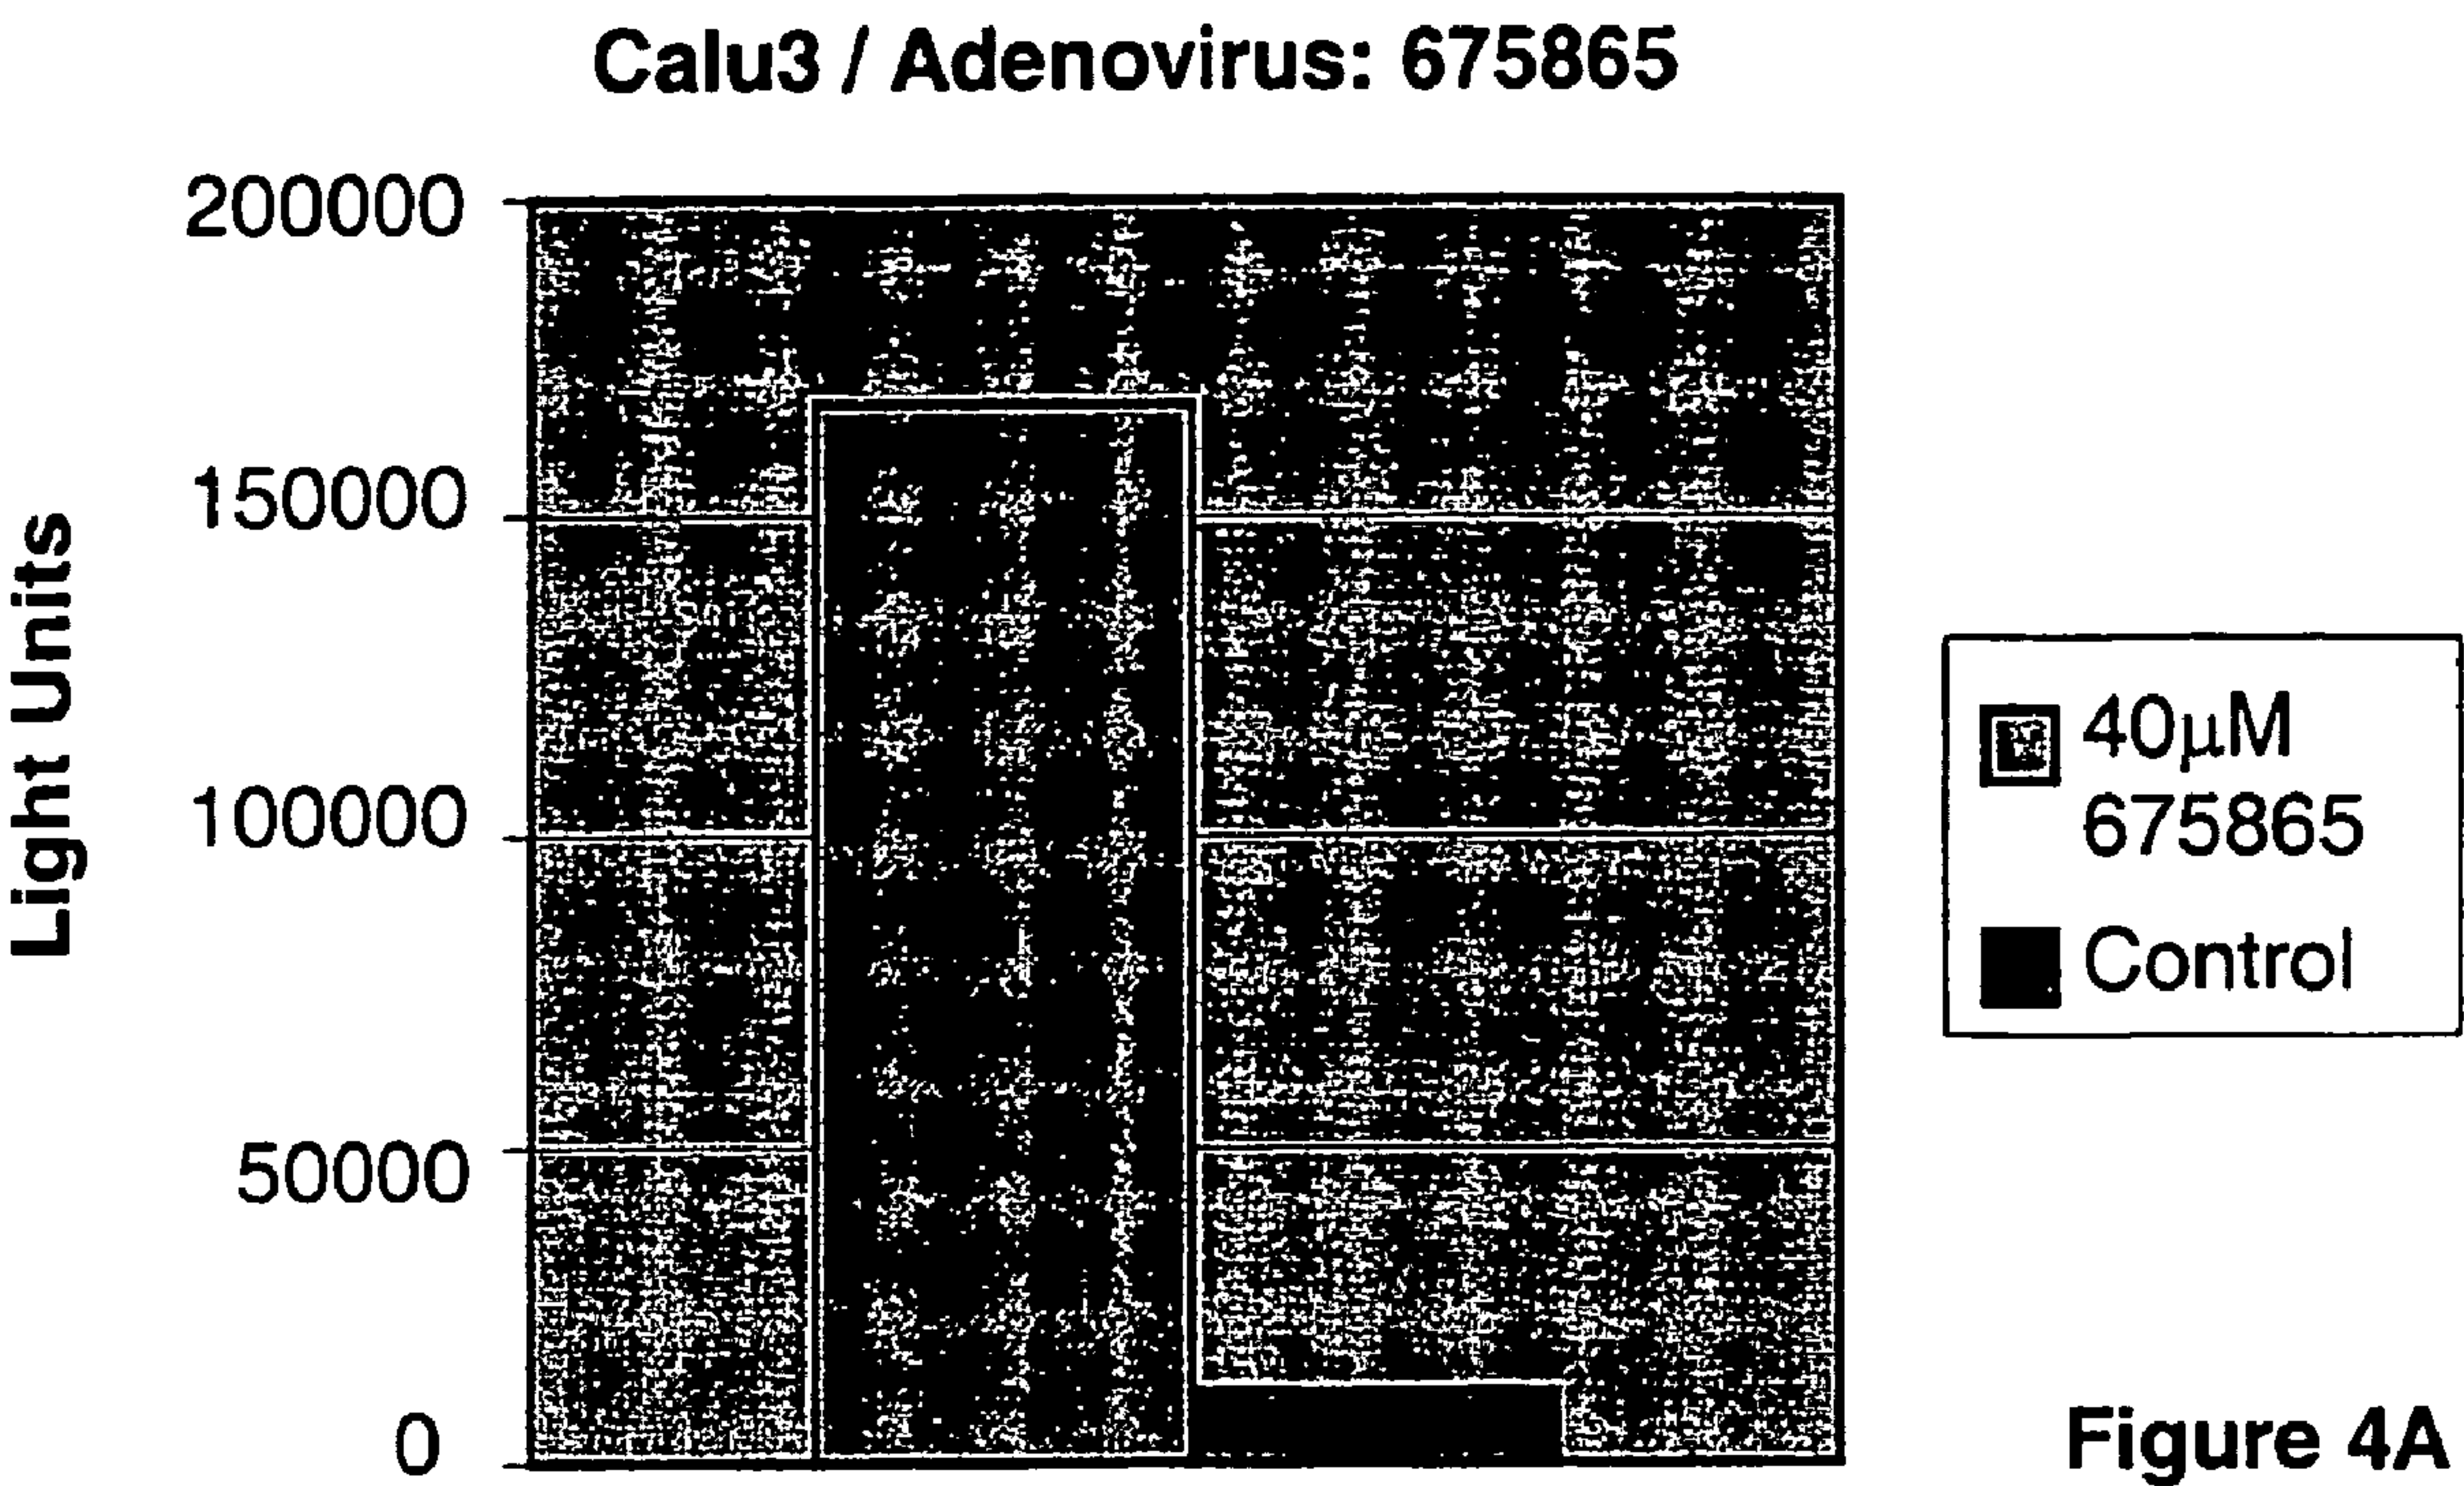 Calu3 / Adenovirus: 675865
200000
150000
100000
50000
0
Light Units
40µM
675865
Control
Figure 4A